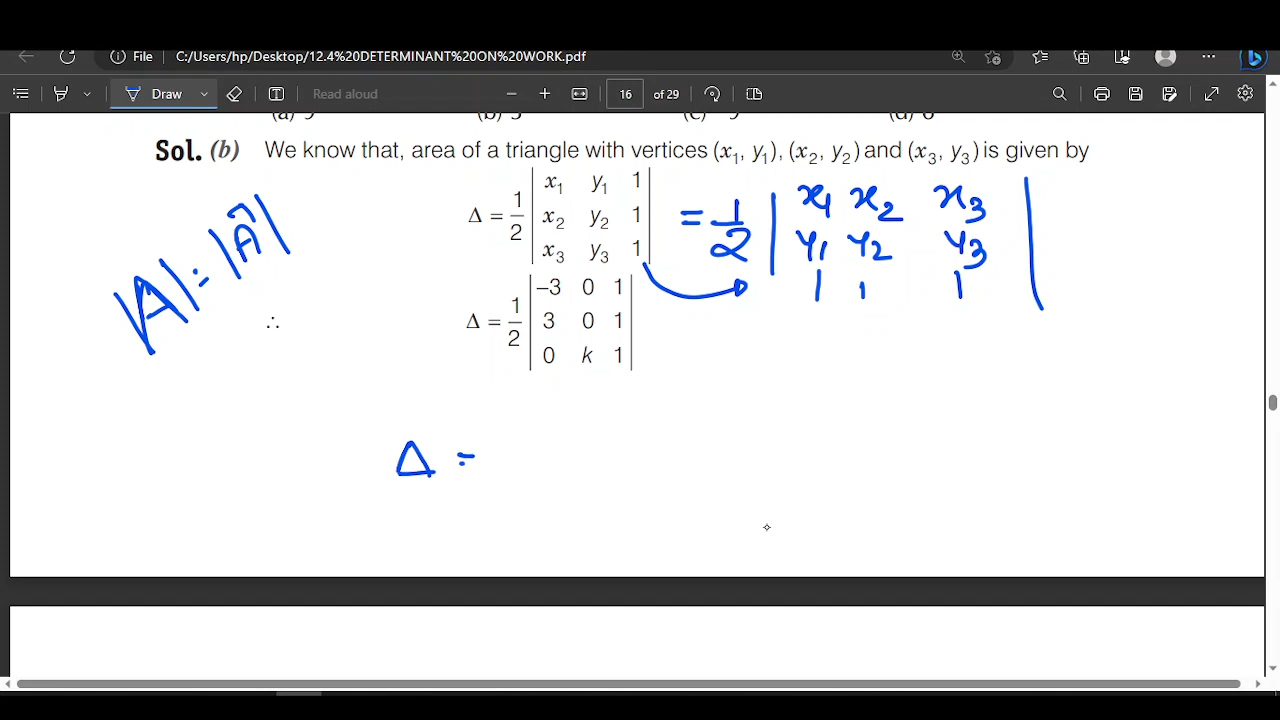 File C:/Users/hp/Desktop/12.4%20DETERMINANT%20ON%20WORK.pdf
Draw Read aloud 16 of 29
Sol. (b) We know that, area of a triangle with vertices (x₁, y₁), (x₂, y₂) and (x₃, y₃) is given by
Δ = 1/2 | x₁ y₁ 1 | = 1/2 | x₁ x₂ x₃ |
| x₂ y₂ 1 | | y₁ y₂ y₃ |
| x₃ y₃ 1 | | 1 1 1 |
∴ Δ = 1/2 | –3 0 1 |
| 3 0 1 |
| 0 k 1 |
Δ =